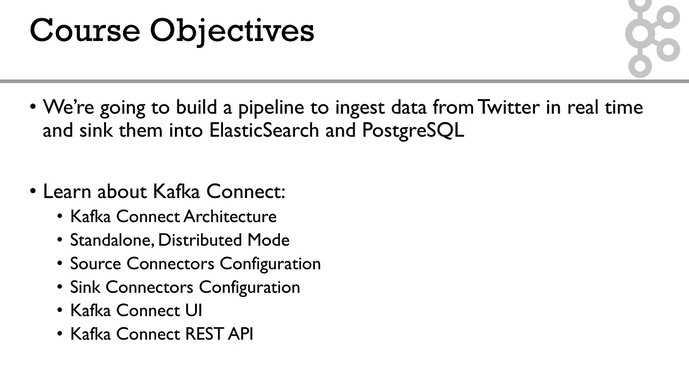 Course Objectives
• We're going to build a pipeline to ingest data from Twitter in real time
and sink them into ElasticSearch and PostgreSQL
• Learn about Kafka Connect:
• Kafka Connect Architecture
• Standalone, Distributed Mode
• Source Connectors Configuration
• Sink Connectors Configuration
• Kafka Connect UI
• Kafka Connect REST API